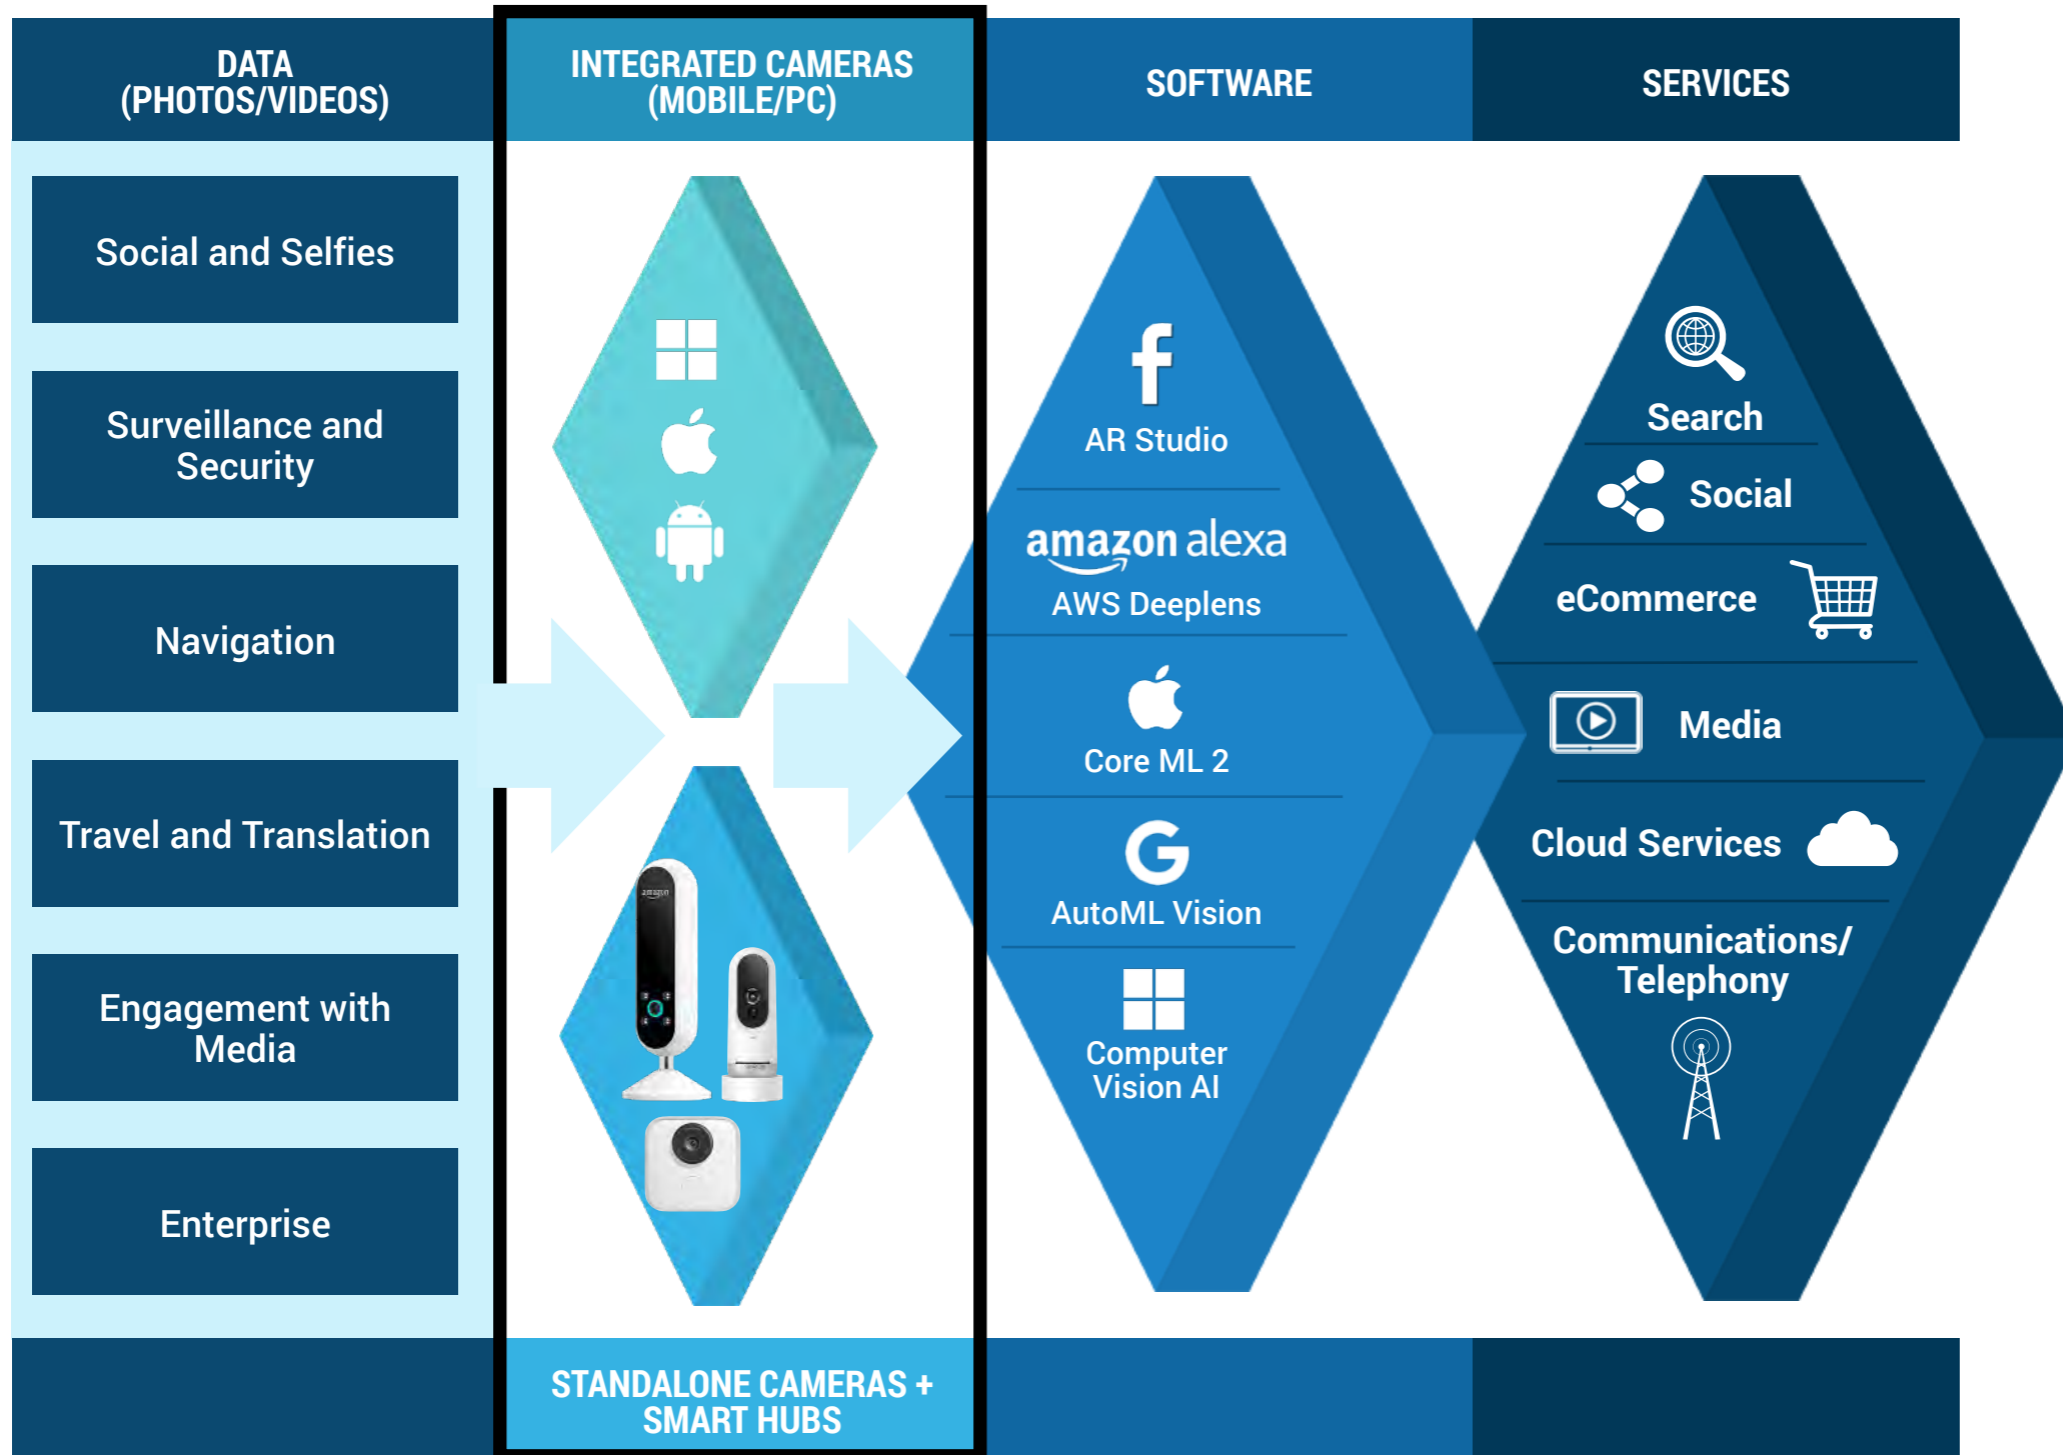 DATA
(PHOTOS/VIDEOS)
INTEGRATED CAMERAS
(MOBILE/PC)
SOFTWARE
SERVICES
Social and Selfies
Surveillance and
Security
Navigation
Travel and Translation
Engagement with
Media
Enterprise
amazon
STANDALONE CAMERAS +
SMART HUBS
f
AR Studio
amazon alexa
AWS Deeplens
Core ML 2
G
AutoML Vision
Computer
Vision AI
Search
Social
eCommerce
Media
Cloud Services
Communications/
Telephony